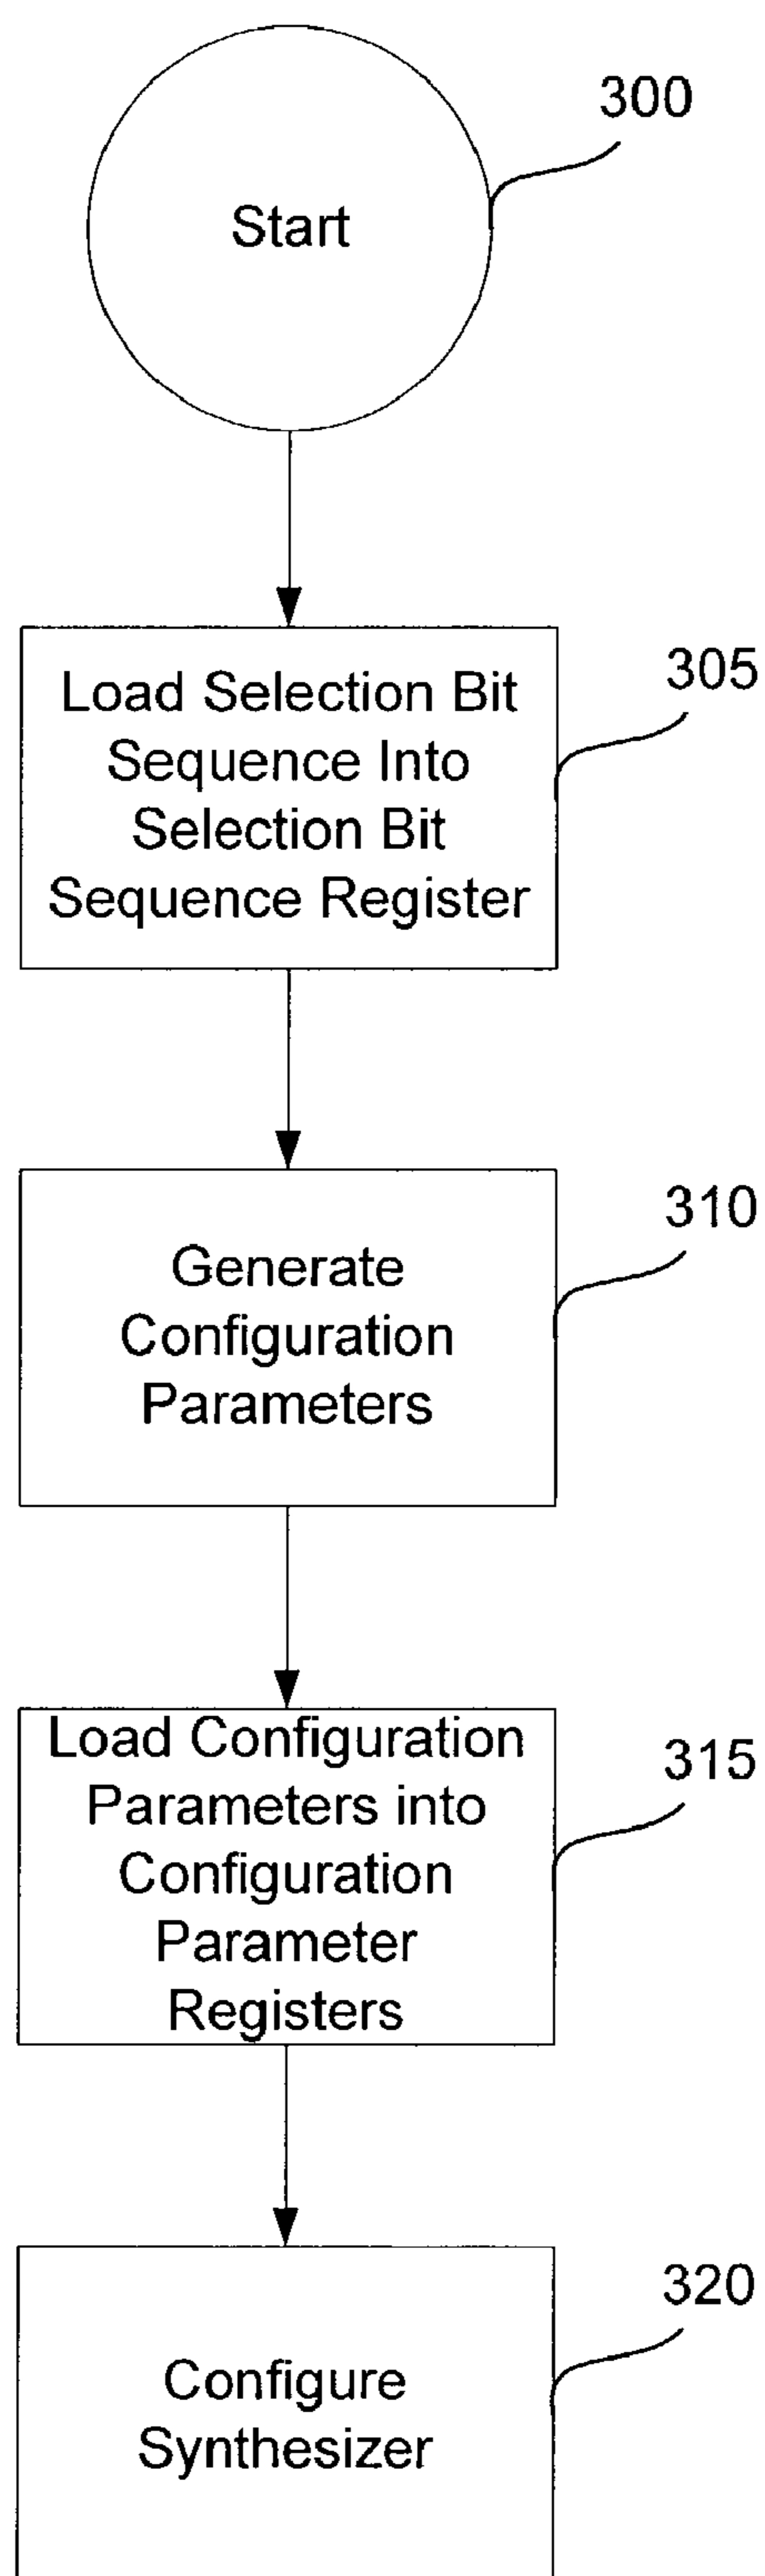 300
Start
305
Load Selection Bit
Sequence Into
Selection Bit
Sequence Register
310
Generate
Configuration
Parameters
315
Load Configuration
Parameters into
Configuration
Parameter
Registers
320
Configure
Synthesizer